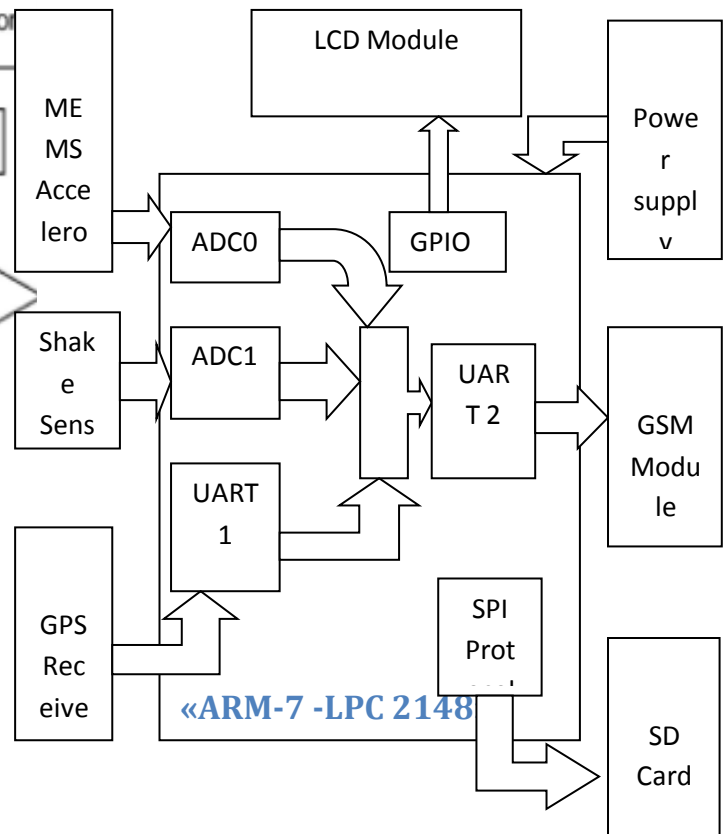 LCD Module
ME
MS
Acce
lero
Powe
r
suppl
ADC0
GPIO
Shak
e
Sens
ADC1
UAR
T 2
GSM
Modu
le
UART
1
GPS
Rec
eive
SPI
Prot
«ARM-7 -LPC 2148
SD
Card